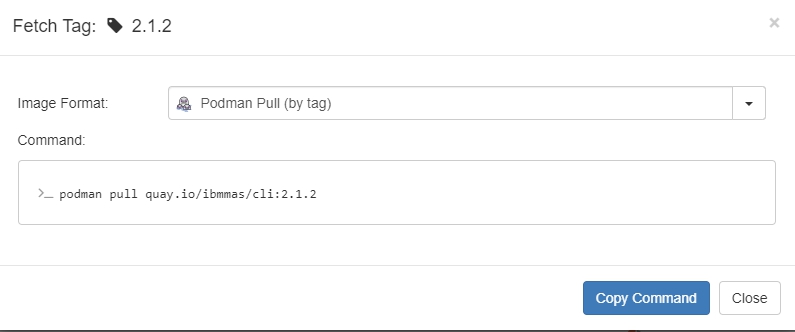 Fetch Tag: 2.1.2
×
Image Format:
Podman Pull (by tag)
Command:
>_ podman pull quay.io/ibmmas/cli:2.1.2
Copy Command
Close